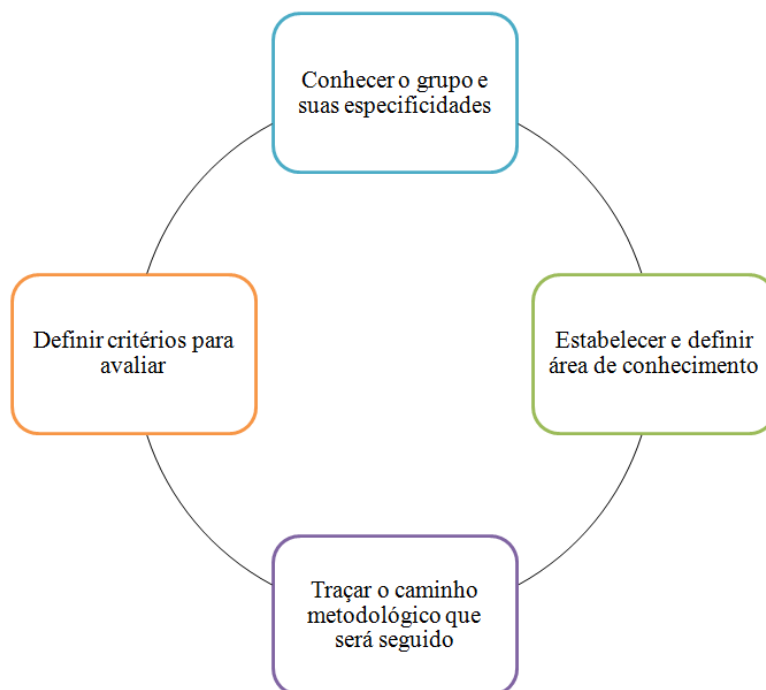 Conhecer o grupo e
suas especificidades
Estabelecer e definir
área de conhecimento
Traçar o caminho
metodológico que
será seguido
Definir critérios para
avaliar